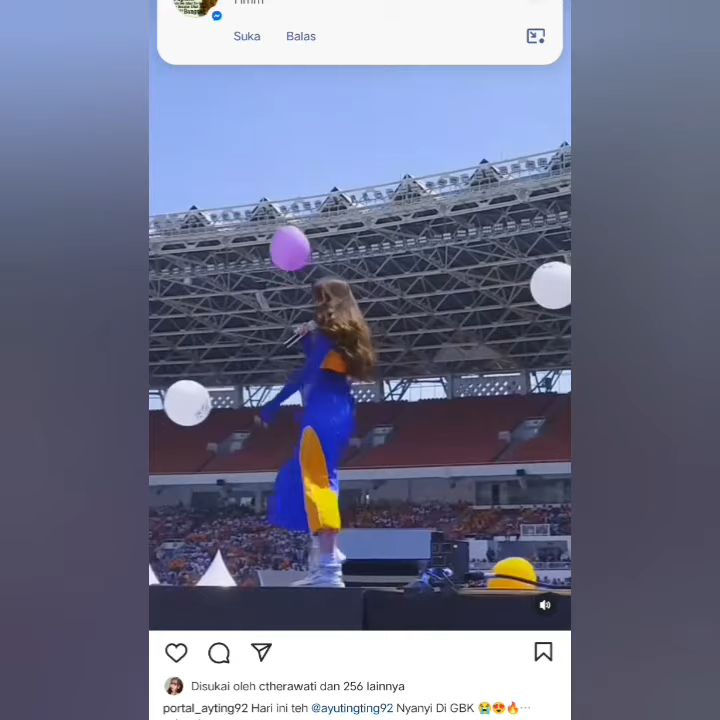 Suka Balas
Disukai oleh ctherawati dan 256 lainnya
portal_ayting92 Hari ini teh @ayutingting92 Nyanyi Di GBK 😭😍🔥...